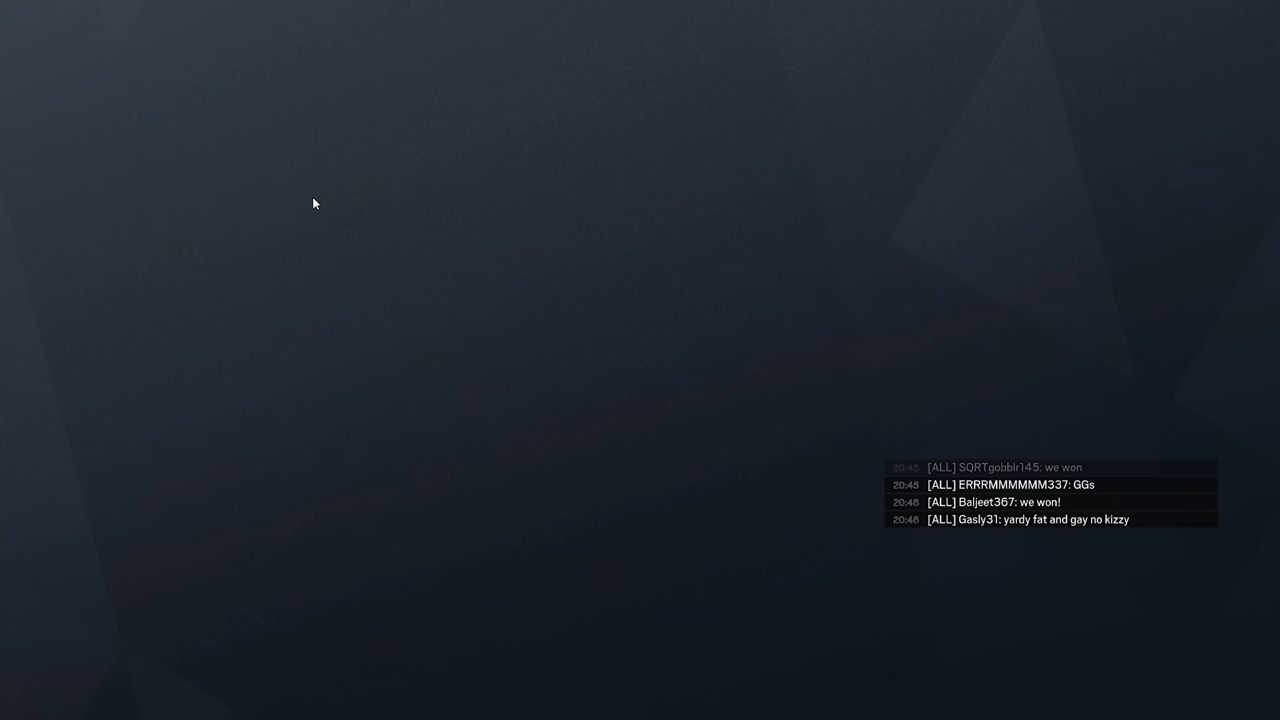 20:45 [ALL] SQRTgobblr145: we won
20:45 [ALL] ERRRMMMMMM337: GGs
20:46 [ALL] Baljeet367: we won!
20:46 [ALL] Gasly31: yardy fat and gay no kizzy